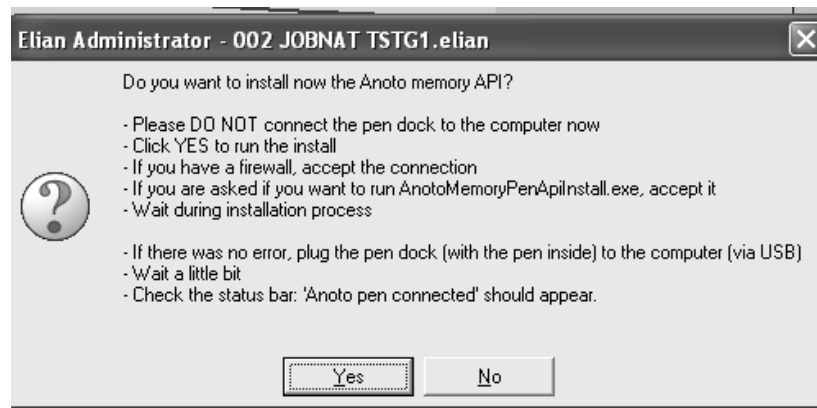 Elian Administrator - 002 JOBNAT TSTG1.elian
Do you want to install now the Anoto memory API?
- Please DO NOT connect the pen dock to the computer now
- Click YES to run the install
- If you have a firewall, accept the connection
- If you are asked if you want to run AnotoMemoryPenApiInstall.exe, accept it
- Wait during installation process
- If there was no error, plug the pen dock (with the pen inside) to the computer (via USB)
- Wait a little bit
- Check the status bar: 'Anoto pen connected' should appear.
Yes
No